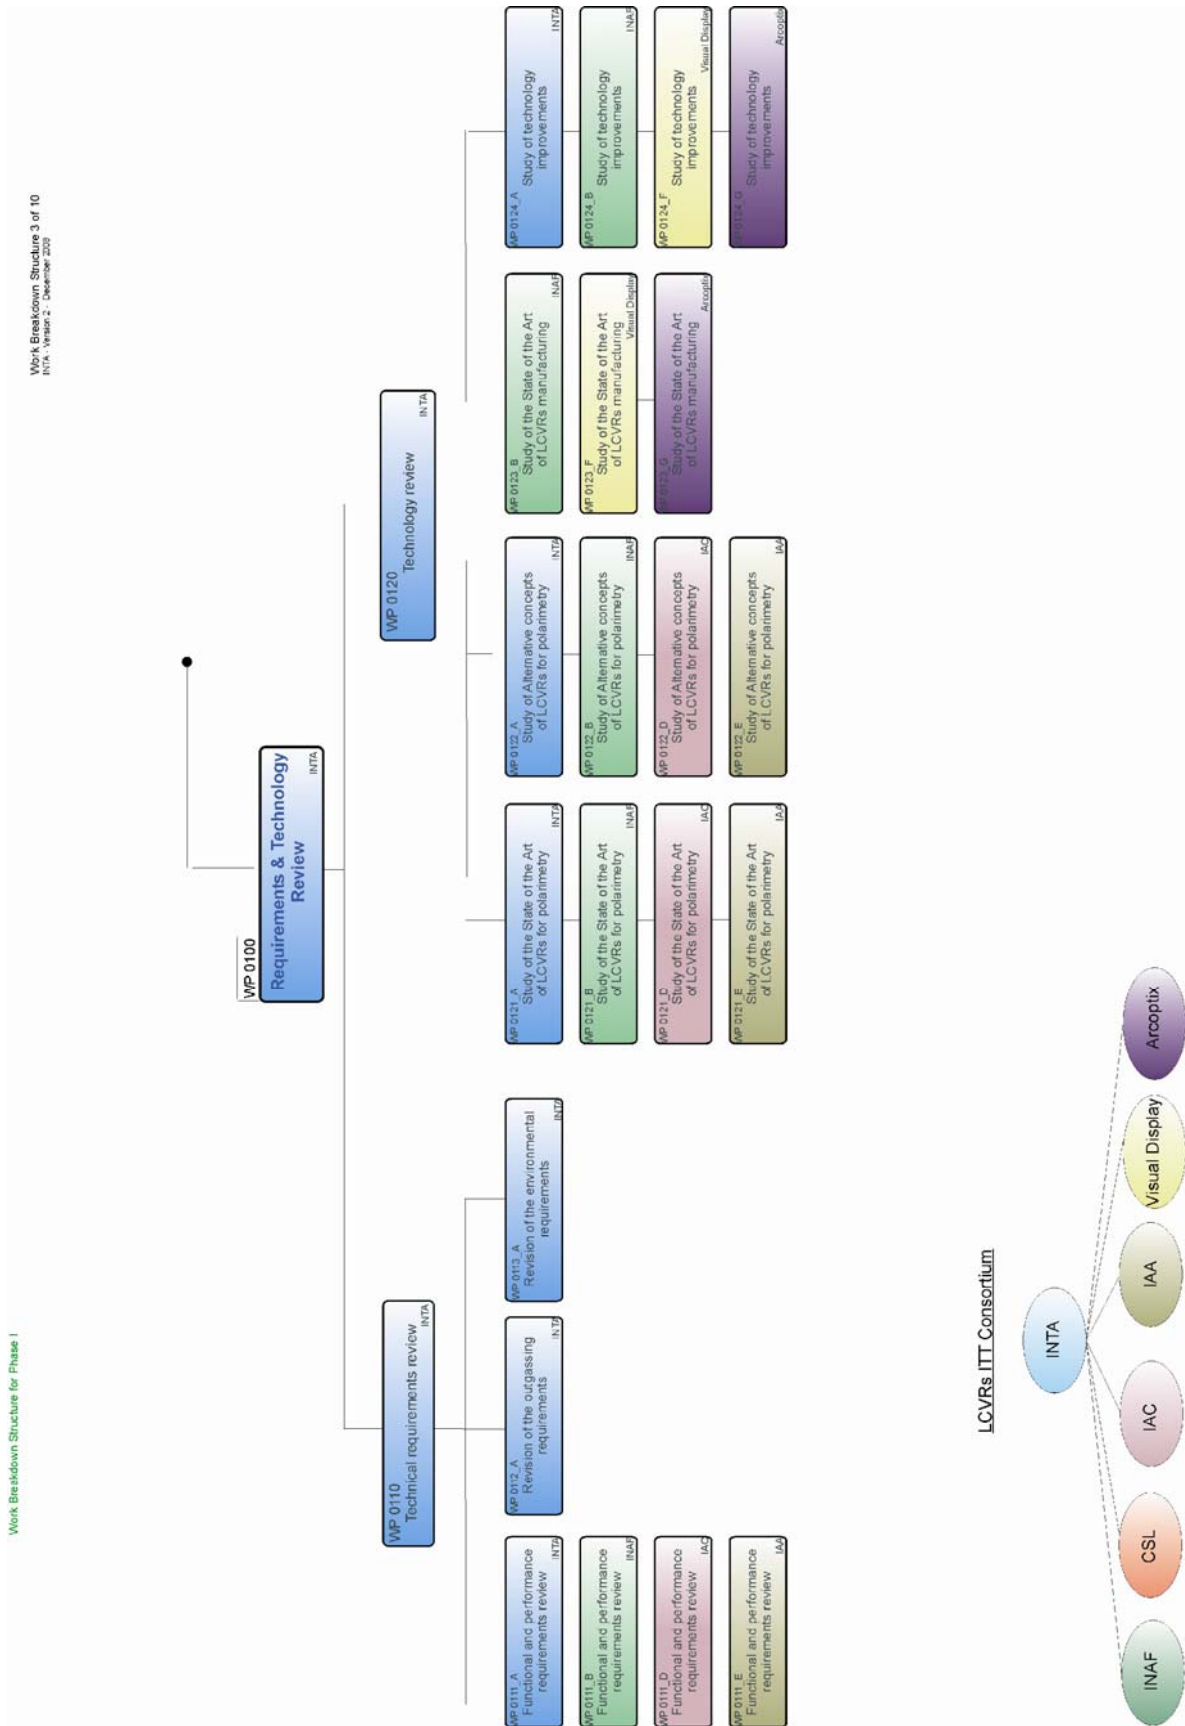 Work Breakdown Structure for Phase I
Work Breakdown Structure 3 of 10
INTA - Version 2 - December 2009
WP 0100
Requirements & Technology
Review
INTA
WP 0110
Technical requirements review
INTA
WP 0120
Technology review
INTA
WP 0111_A
Functional and performance
requirements review
INTA
WP 0111_B
Functional and performance
requirements review
INAF
WP 0111_D
Functional and performance
requirements review
IAC
WP 0111_E
Functional and performance
requirements review
IAA
WP 0112_A
Revision of the outgassing
requirements
INTA
WP 0113_A
Revision of the environmental
requirements
INTA
WP 0121_A
Study of the State of the Art
of LCVRs for polarimetry
INTA
WP 0121_B
Study of the State of the Art
of LCVRs for polarimetry
INAF
WP 0121_D
Study of the State of the Art
of LCVRs for polarimetry
IAC
WP 0121_E
Study of the State of the Art
of LCVRs for polarimetry
IAA
WP 0122_A
Study of Alternative concepts
of LCVRs for polarimetry
INTA
WP 0122_B
Study of Alternative concepts
of LCVRs for polarimetry
INAF
WP 0122_D
Study of Alternative concepts
of LCVRs for polarimetry
IAC
WP 0122_E
Study of Alternative concepts
of LCVRs for polarimetry
IAA
WP 0123_B
Study of the State of the Art
of LCVRs manufacturing
INAF
WP 0123_F
Study of the State of the Art
of LCVRs manufacturing
Visual Display
WP 0123_G
Study of the State of the Art
of LCVRs manufacturing
Arcoptix
WP 0124_A
Study of technology
improvements
INTA
WP 0124_B
Study of technology
improvements
INAF
WP 0124_F
Study of technology
improvements
Visual Display
WP 0124_G
Study of technology
improvements
Arcoptix
LCVRs ITT Consortium
INTA
INAF
CSL
IAC
IAA
Visual Display
Arcoptix